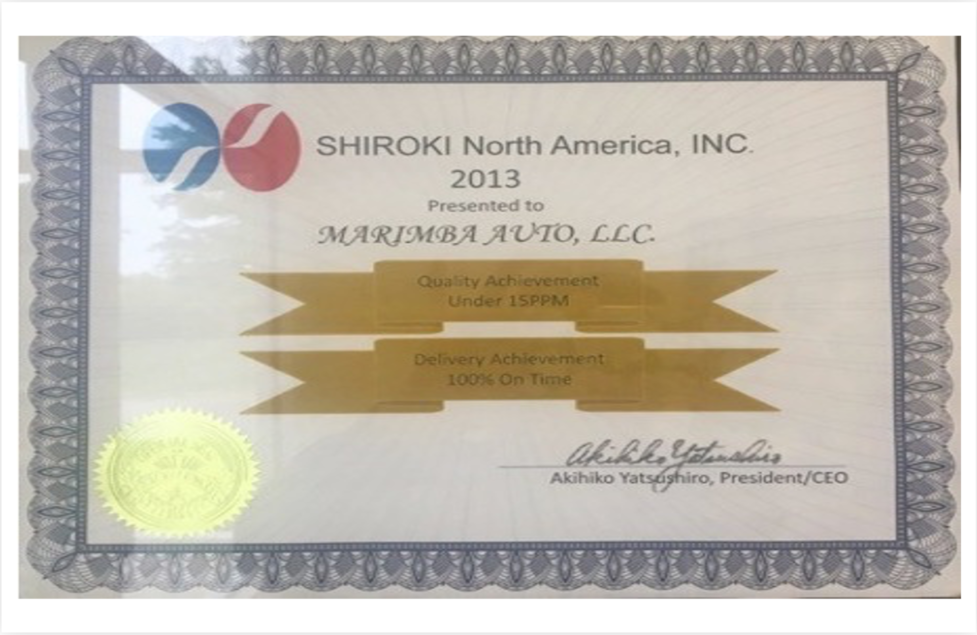 SHIROKI North America, INC.
2013
Presented to
MARIMBA AUTO, LLC.
Quality Achievement
Under 15PPM
Delivery Achievement
100% On Time
Akihiko Yatsushiro
Akihiko Yatsushiro, President/CEO